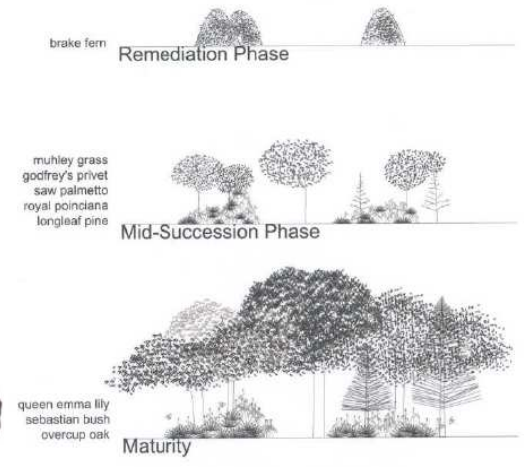 brake fern
Remediation Phase
muhley grass
godfrey's privet
saw palmetto
royal poinciana
longleaf pine
Mid-Succession Phase
queen emma lily
sebastian bush
overcup oak
Maturity